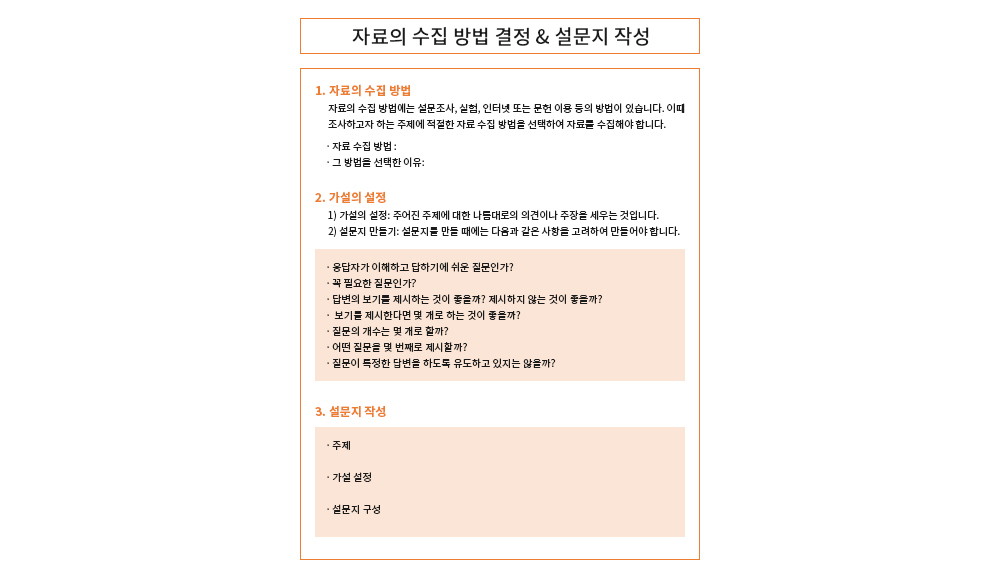 자료의 수집 방법 결정 & 설문지 작성
1. 자료의 수집 방법
자료의 수집 방법에는 설문조사, 실험, 인터넷 또는 문헌 이용 등의 방법이 있습니다. 이때
조사하고자 하는 주제에 적절한 자료 수집 방법을 선택하여 자료를 수집해야 합니다.
· 자료 수집 방법 :
· 그 방법을 선택한 이유:
2. 가설의 설정
1) 가설의 설정: 주어진 주제에 대한 나름대로의 의견이나 주장을 세우는 것입니다.
2) 설문지 만들기: 설문지를 만들 때에는 다음과 같은 사항을 고려하여 만들어야 합니다.
· 응답자가 이해하고 답하기에 쉬운 질문인가?
· 꼭 필요한 질문인가?
· 답변의 보기를 제시하는 것이 좋을까? 제시하지 않는 것이 좋을까?
· 보기를 제시한다면 몇 개로 하는 것이 좋을까?
· 질문의 개수는 몇 개로 할까?
· 어떤 질문을 몇 번째로 제시할까?
· 질문이 특정한 답변을 하도록 유도하고 있지는 않을까?
3. 설문지 작성
· 주제
· 가설 설정
· 설문지 구성